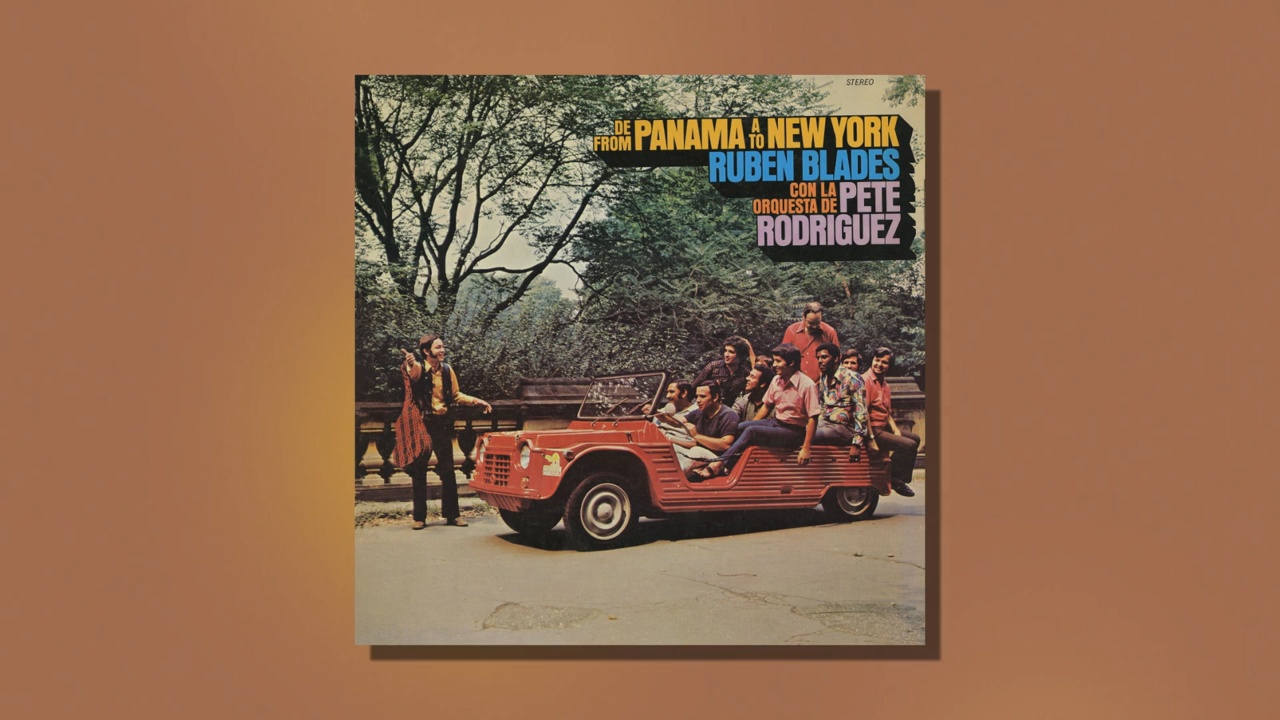 STEREO
DE FROM PANAMA A TO NEW YORK
RUBEN BLADES
CON LA ORQUESTA DE PETE
RODRIGUEZ